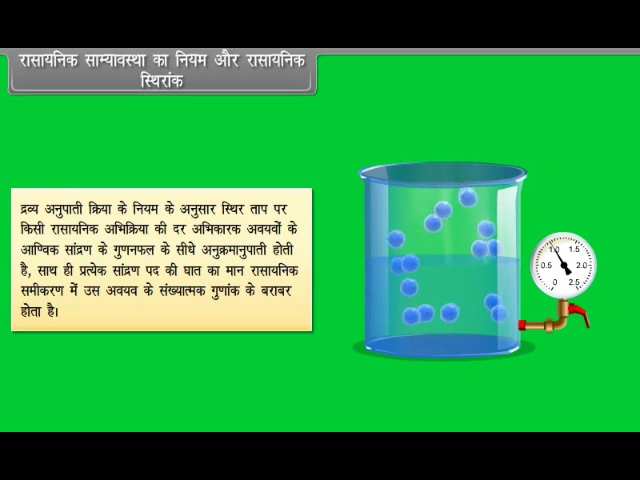 रासायनिक साम्यावस्था का नियम और रासायनिक
स्थिरांक
द्रव्य अनुपाती क्रिया के नियम के अनुसार स्थिर ताप पर
किसी रासायनिक अभिक्रिया की दर अभिकारक अवयवों के
आण्विक सांद्रण के गुणनफल के सीधे अनुक्रमानुपाती होती
है, साथ ही प्रत्येक सांद्रण पद की घात का मान रासायनिक
समीकरण में उस अवयव के संख्यात्मक गुणांक के बराबर
होता है।
1.0 1.5
0.5 2.0
0 2.5